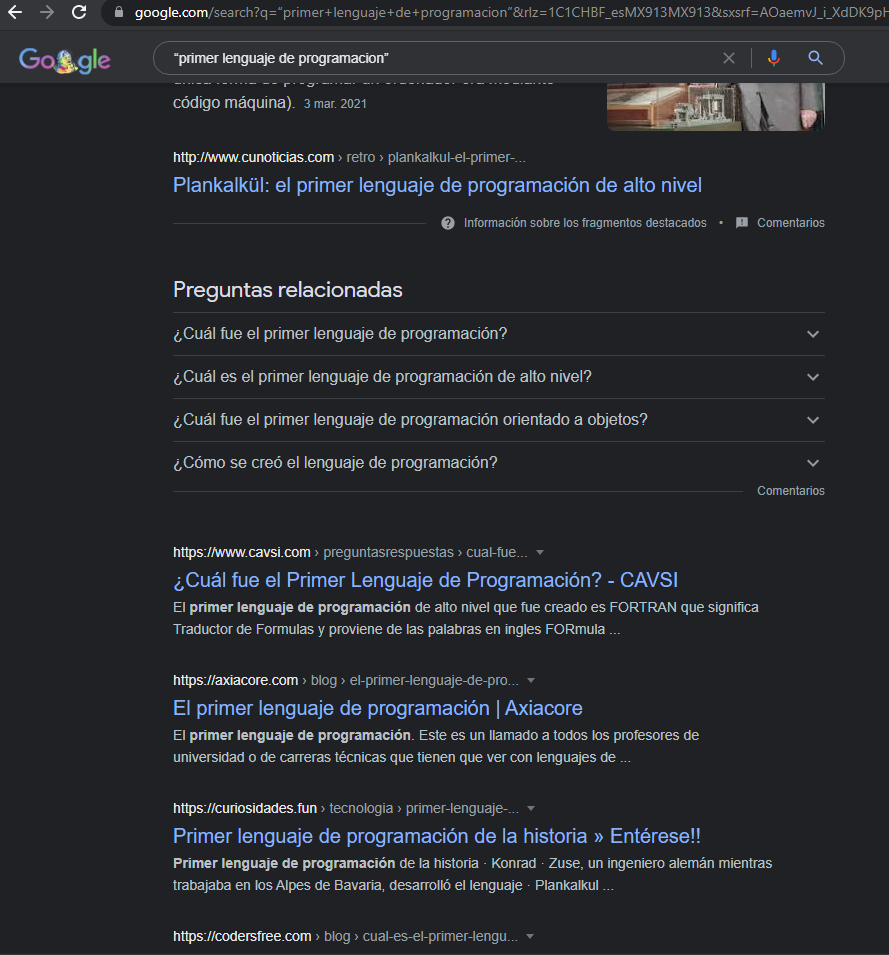 google.com/search?q="primer+lenguaje+de+programacion"&rlz=1C1CHBF_esMX913MX913&sxsrf=AOaemvJ_i_XdDK9pH
Google
"primer lenguaje de programacion"
única forma de programar un ordenador era mediante
código máquina). 3 mar. 2021
http://www.cunoticias.com › retro › plankalkul-el-primer-...
Plankalkül: el primer lenguaje de programación de alto nivel
Información sobre los fragmentos destacados • Comentarios
Preguntas relacionadas
¿Cuál fue el primer lenguaje de programación?
¿Cuál es el primer lenguaje de programación de alto nivel?
¿Cuál fue el primer lenguaje de programación orientado a objetos?
¿Cómo se creó el lenguaje de programación?
Comentarios
https://www.cavsi.com › preguntasrespuestas › cual-fue...
¿Cuál fue el Primer Lenguaje de Programación? - CAVSI
El primer lenguaje de programación de alto nivel que fue creado es FORTRAN que significa
Traductor de Formulas y proviene de las palabras en ingles FORmula ...
https://axiacore.com › blog › el-primer-lenguaje-de-pro...
El primer lenguaje de programación | Axiacore
El primer lenguaje de programación. Este es un llamado a todos los profesores de
universidad o de carreras técnicas que tienen que ver con lenguajes de ...
https://curiosidades.fun › tecnologia › primer-lenguaje-...
Primer lenguaje de programación de la historia » Entérese!!
Primer lenguaje de programación de la historia · Konrad · Zuse, un ingeniero alemán mientras
trabajaba en los Alpes de Bavaria, desarrolló el lenguaje · Plankalkul ...
https://codersfree.com › blog › cual-es-el-primer-lengu...